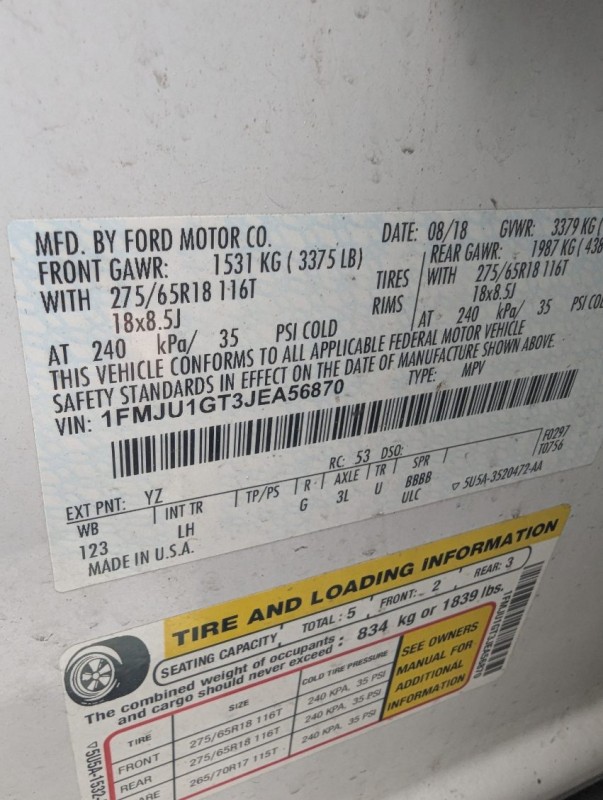 MFD. BY FORD MOTOR CO. DATE: 08/18 GVWR: 3379 KG (
FRONT GAWR: 1531 KG ( 3375 LB) REAR GAWR: 1987 KG ( 438
WITH 275/65R18 116T TIRES WITH 275/65R18 116T
18x8.5J RIMS 18x8.5J
AT 240 kPa/ 35 PSI COLD AT 240 kPa/ 35 PSI COL
THIS VEHICLE CONFORMS TO ALL APPLICABLE FEDERAL MOTOR VEHICLE
SAFETY STANDARDS IN EFFECT ON THE DATE OF MANUFACTURE SHOWN ABOVE.
VIN: 1FMJU1GT3JEA56870 TYPE: MPV
F0297
T0756
EXT PNT: YZ RC: 53 DSO:
WB INT TR TP/PS R AXLE TR SPR
123 LH G 3L U BBBB
ULC ▽ 5U5A-3520472-AA
MADE IN U.S.A.
TIRE AND LOADING INFORMATION
SEATING CAPACITY TOTAL: 5 FRONT: 2 REAR: 3
The combined weight of occupants and cargo should never exceed : 834 kg or 1839 lbs.
TIRE SIZE COLD TIRE PRESSURE
FRONT 275/65R18 116T 240 KPA, 35 PSI
REAR 275/65R18 116T 240 KPA, 35 PSI
ARE 265/70R17 115T 240 KPA, 35 PSI
SEE OWNERS
MANUAL FOR
ADDITIONAL
INFORMATION
▽5U5A-1532-
1FMJU1GT3JEA56870